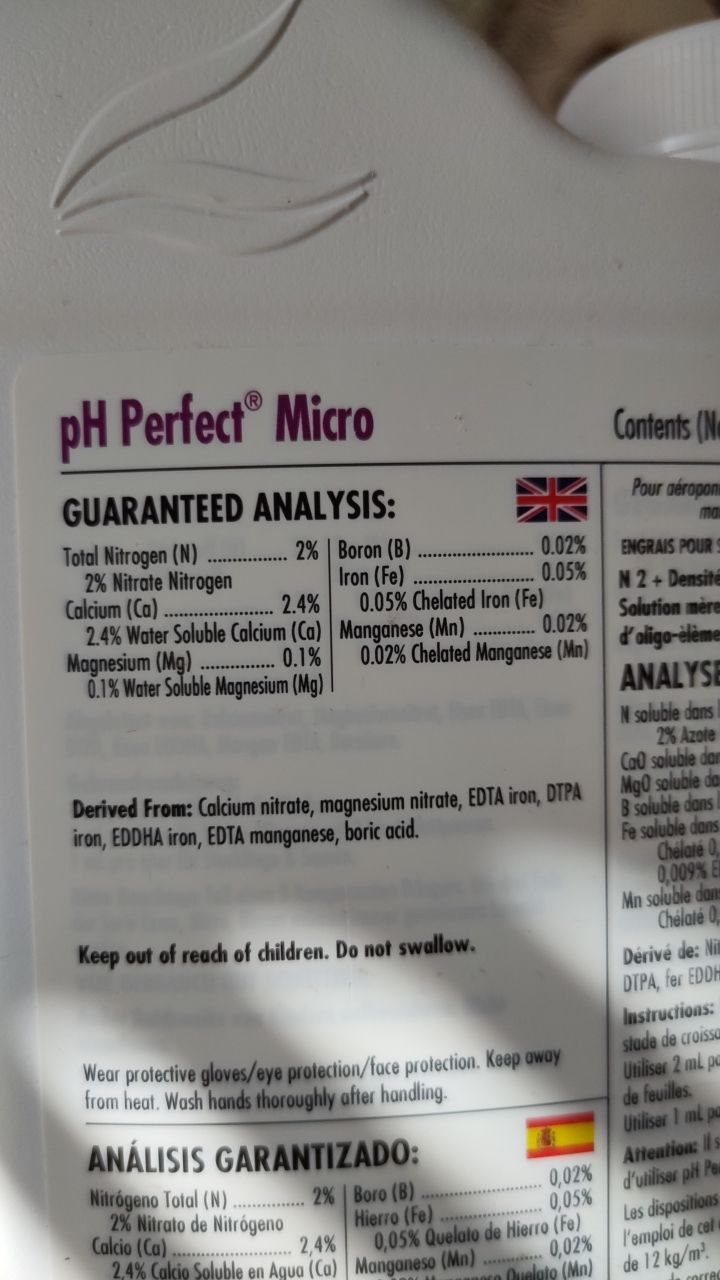 pH Perfect® Micro
GUARANTEED ANALYSIS:
Total Nitrogen (N) .............. 2%
2% Nitrate Nitrogen
Calcium (Ca) .................... 2.4%
2.4% Water Soluble Calcium (Ca)
Magnesium (Mg) ............. 0.1%
0.1% Water Soluble Magnesium (Mg)
Boron (B) ..................... 0.02%
Iron (Fe) ...................... 0.05%
0.05% Chelated Iron (Fe)
Manganese (Mn) ........... 0.02%
0.02% Chelated Manganese (Mn)
Derived From: Calcium nitrate, magnesium nitrate, EDTA iron, DTPA
iron, EDDHA iron, EDTA manganese, boric acid.
Keep out of reach of children. Do not swallow.
Wear protective gloves/eye protection/face protection. Keep away
from heat. Wash hands thoroughly after handling.
ANÁLISIS GARANTIZADO:
Nitrógeno Total (N) ............. 2%
2% Nitrato de Nitrógeno
Calcio (Ca) ...................... 2,4%
2,4% Calcio Soluble en Agua (Ca)
Boro (B) ...................... 0,02%
Hierro (Fe) ................... 0,05%
0,05% Quelato de Hierro (Fe)
Manganeso (Mn) ........... 0,02%
Quelato (Mn)
Contents
Pour
ENGRAIS POUR
N 2 + Densité
Solution mère
d'oligo-élème
ANALYSE
N soluble dans
2% Azote
CaO soluble dan
MgO soluble da
B soluble dans
Fe soluble dans
Chélaté 0,
0,009%
Mn soluble dans
Chélaté 0,
Dérivé de:
DTPA, fer EDDH
Instructions:
stade de croissa
Utiliser 2 mL
de feuilles.
Utiliser 1 mL
Attention: Il
d'utiliser pH
Les dispositions
l'emploi de cet
de 12 kg/m³.